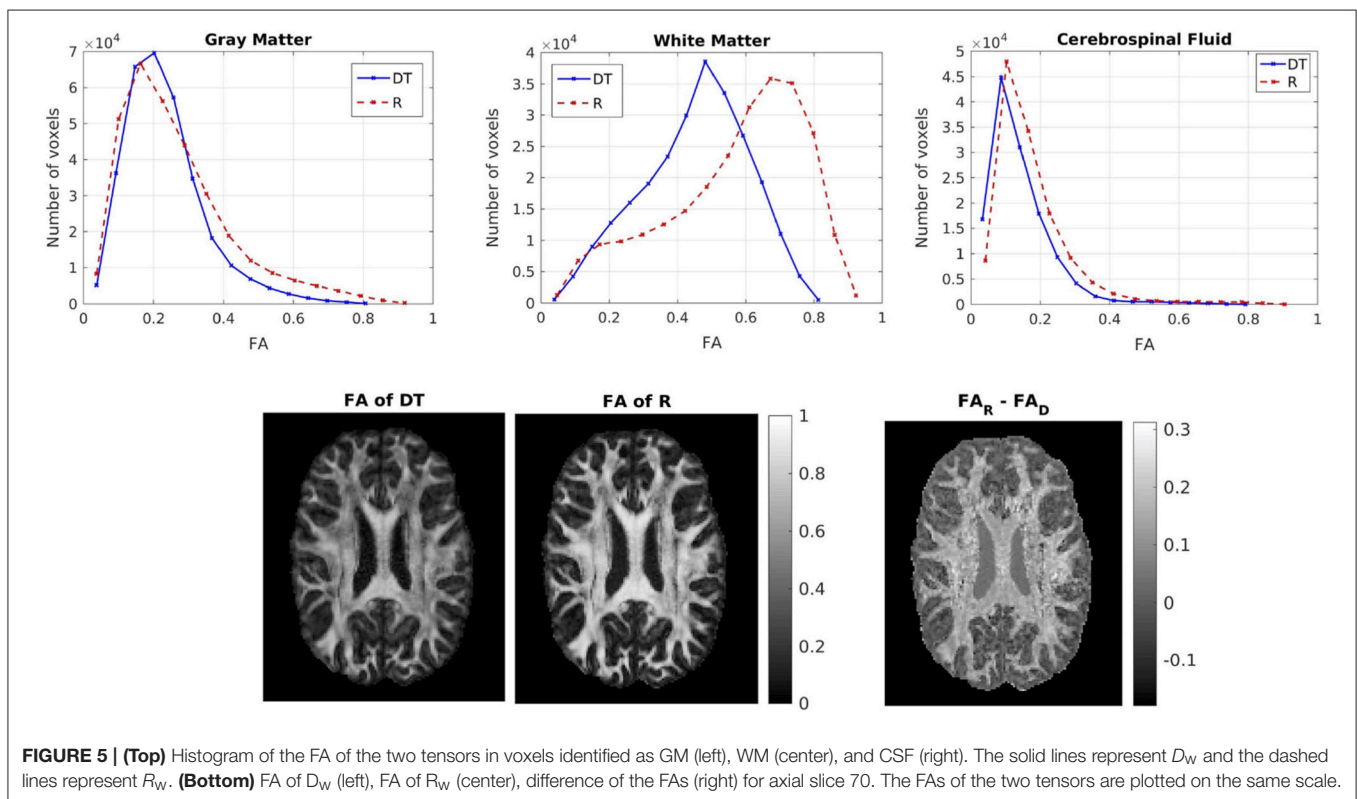 Gray Matter
×10⁴
7
6
5
4
3
2
1
0
0 0.2 0.4 0.6 0.8 1
Number of voxels
FA
DT
R
White Matter
×10⁴
4
3.5
3
2.5
2
1.5
1
0.5
0
0 0.2 0.4 0.6 0.8 1
Number of voxels
FA
DT
R
Cerebrospinal Fluid
×10⁴
5
4.5
4
3.5
3
2.5
2
1.5
1
0.5
0
0 0.2 0.4 0.6 0.8 1
Number of voxels
FA
DT
R
FA of DT
FA of R
1
0.8
0.6
0.4
0.2
0
FA_R - FA_D
0.3
0.2
0.1
0
-0.1
FIGURE 5 | (Top) Histogram of the FA of the two tensors in voxels identified as GM (left), WM (center), and CSF (right). The solid lines represent D_W and the dashed
lines represent R_W. (Bottom) FA of D_W (left), FA of R_W (center), difference of the FAs (right) for axial slice 70. The FAs of the two tensors are plotted on the same scale.